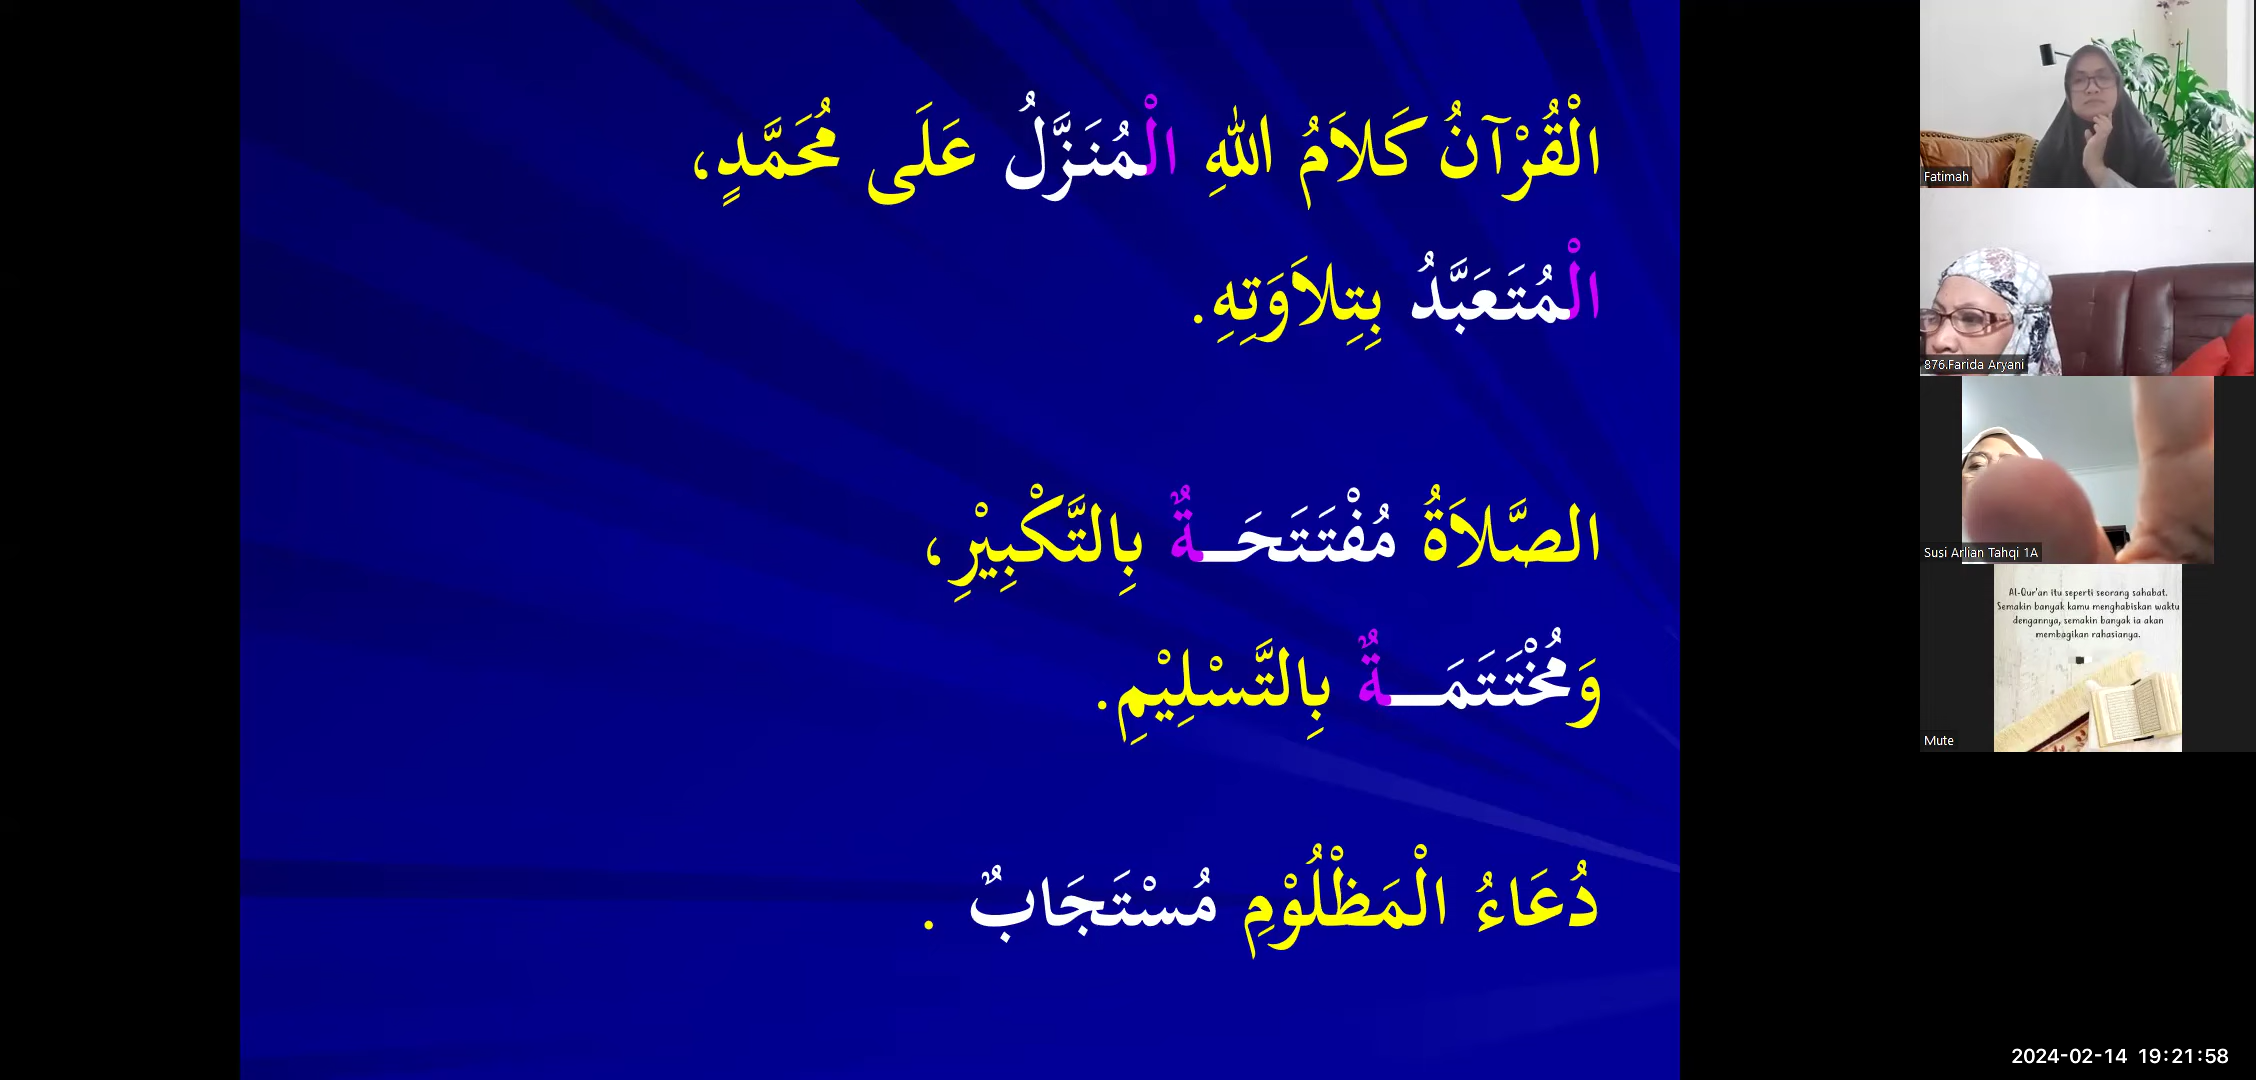 الْقُرْآنُ كَلاَمُ اللهِ الْمُنَزَّلُ عَلَى مُحَمَّدٍ،
الْمُتَعَبَّدُ بِتِلاَوَتِهِ.
الصَّلاَةُ مُفْتَتَحَـــةٌ بِالتَّكْبِيْرِ،
وَمُخْتَتَمَـــةٌ بِالتَّسْلِيْمِ.
دُعَاءُ الْمَظْلُوْمِ مُسْتَجَابٌ .
Fatimah
876.Farida Aryani
Susi Arlian Tahqi 1A
Al-Qur'an itu seperti seorang sahabat.
Semakin banyak kamu menghabiskan waktu
dengannya, semakin banyak ia akan
membagikan rahasianya.
Mute
2024-02-14 19:21:58